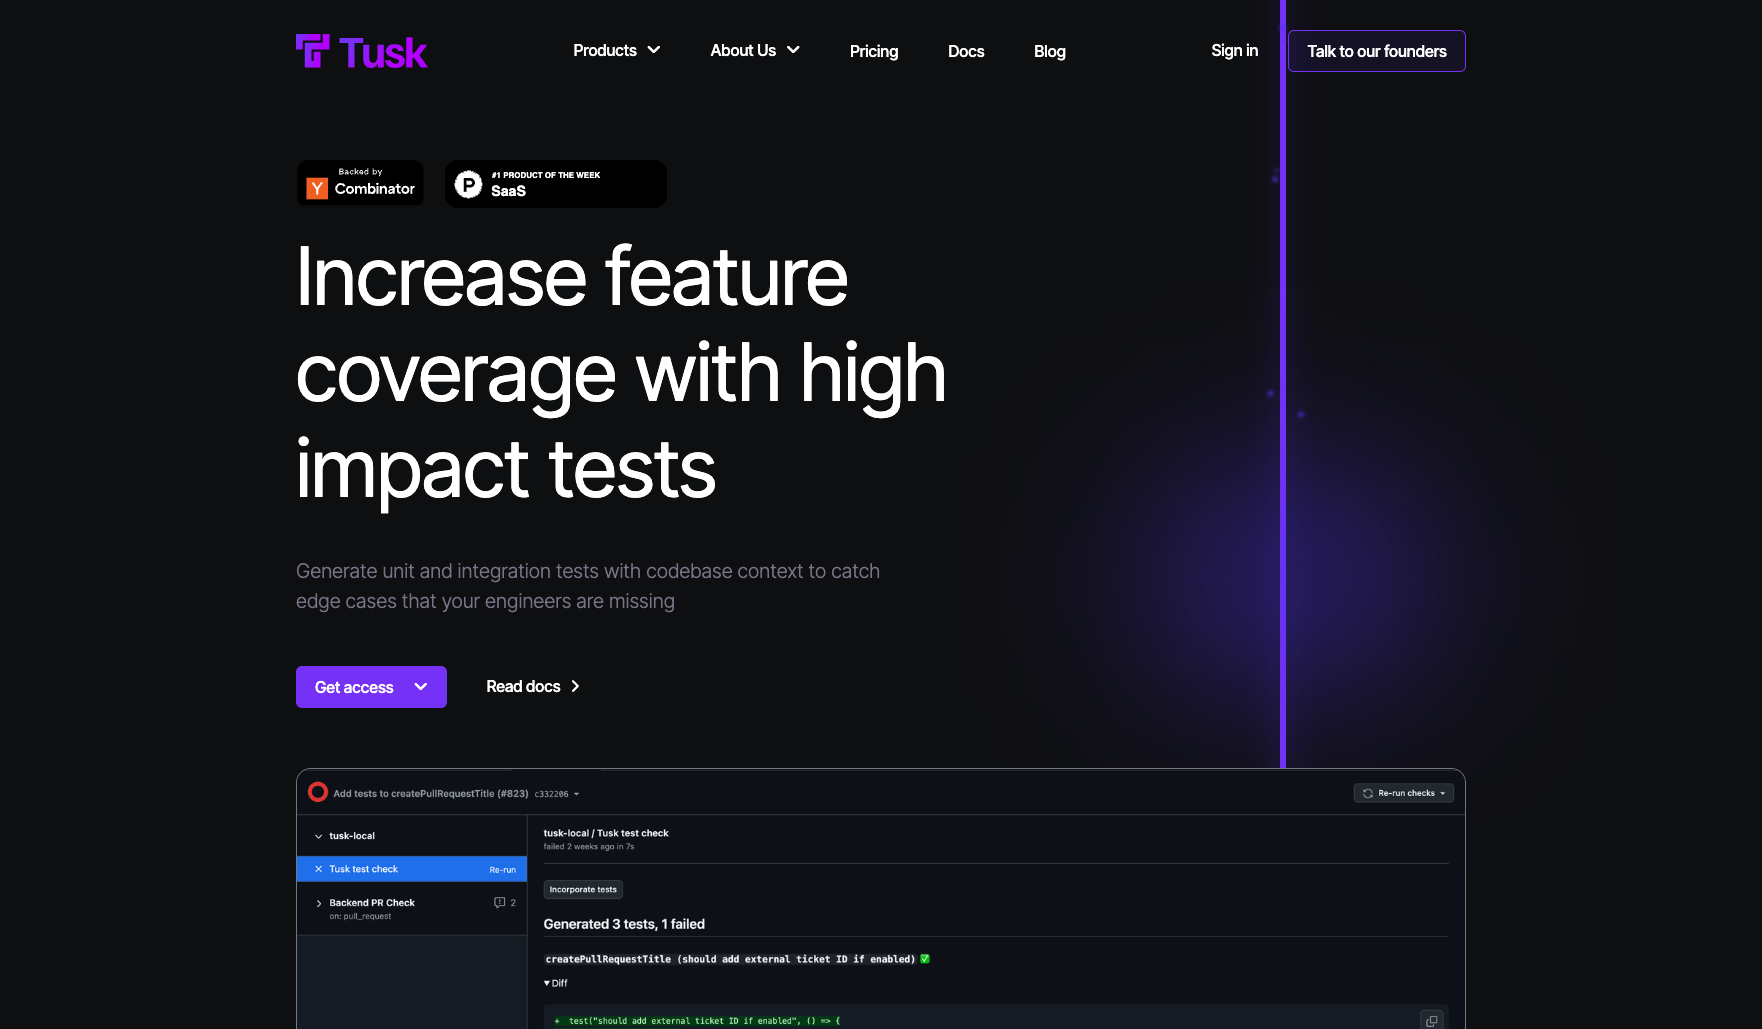 Tusk
Products
About Us
Pricing
Docs
Blog
Sign in
Talk to our founders
Backed by
Y Combinator
P
#1 PRODUCT OF THE WEEK
SaaS
Increase feature
coverage with high
impact tests
Generate unit and integration tests with codebase context to catch
edge cases that your engineers are missing
Get access
Read docs
Add tests to createPullRequestTitle (#823) c332206
Re-run checks
tusk-local
Tusk test check
Re-run
Backend PR Check
2
on: pull_request
tusk-local / Tusk test check
failed 2 weeks ago in 7s
Incorporate tests
Generated 3 tests, 1 failed
createPullRequestTitle (should add external ticket ID if enabled) ✅
▾ Diff
+ test("should add external ticket ID if enabled", () => {